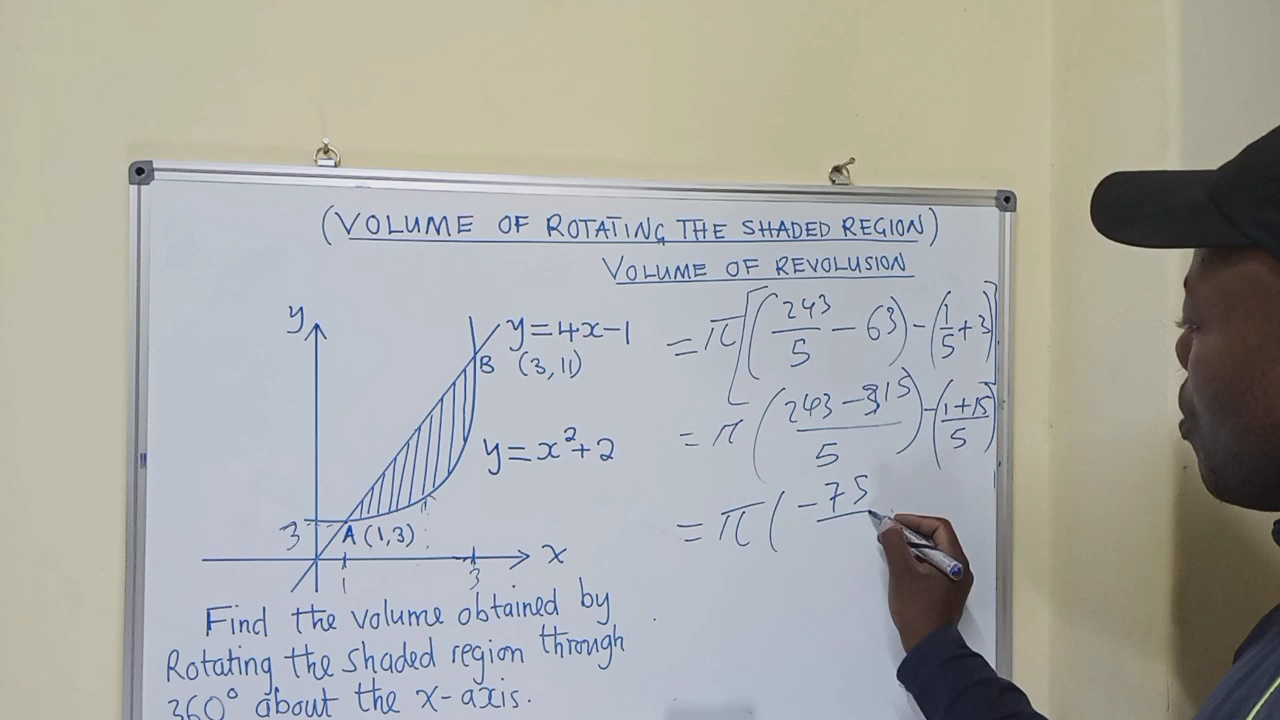 (VOLUME OF ROTATING THE SHADED REGION)
VOLUME OF REVOLUSION
y
y=4x-1
B (3,11)
y=x²+2
3
A(1,3)
x
1
3
Find the volume obtained by
Rotating the shaded region through
360° about the x-axis.
=π[(243/5 - 63) - (1/5+3)]
=π((243-315)/5) - ((1+15)/5)
=π(-75